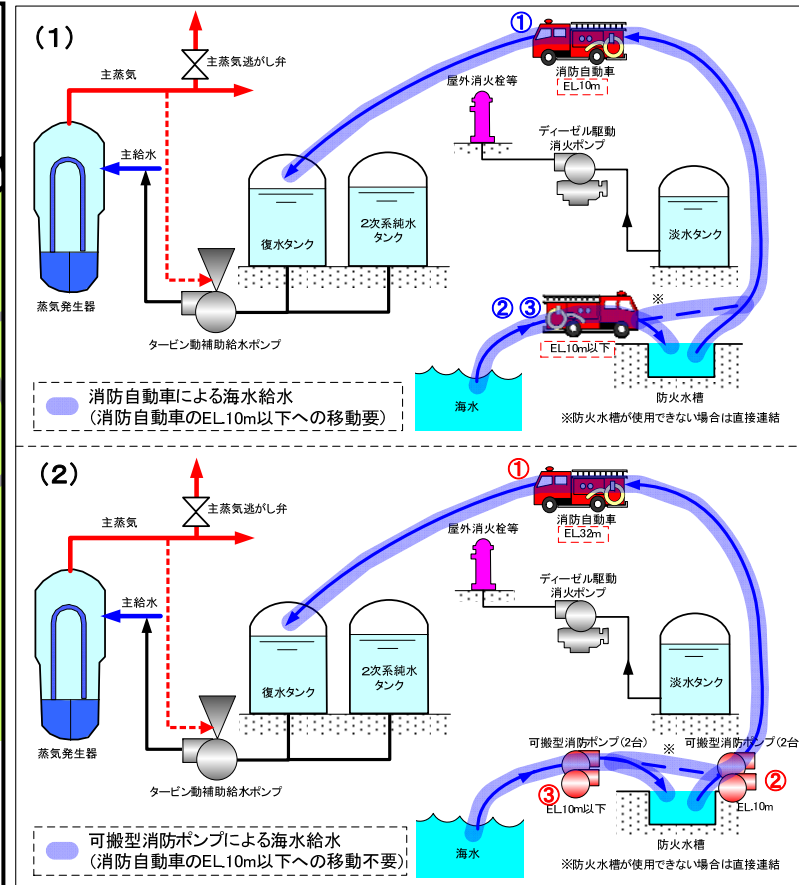 (1)
①
主蒸気逃がし弁
主蒸気
消防自動車
EL.10m
屋外消火栓等
ディーゼル駆動
消火ポンプ
主給水
復水タンク
2次系純水
タンク
淡水タンク
蒸気発生器
タービン動補助給水ポンプ
② ③
※
EL.10m以下
海水
防火水槽
消防自動車による海水給水
(消防自動車のEL.10m以下への移動要)
※防火水槽が使用できない場合は直接連結
(2)
①
主蒸気逃がし弁
主蒸気
消防自動車
EL.32m
屋外消火栓等
ディーゼル駆動
消火ポンプ
主給水
復水タンク
2次系純水
タンク
淡水タンク
蒸気発生器
タービン動補助給水ポンプ
可搬型消防ポンプ(2台)
※
可搬型消防ポンプ(2台
③
②
EL.10m以下
EL.10m
海水
防火水槽
可搬型消防ポンプによる海水給水
(消防自動車のEL.10m以下への移動不要)
※防火水槽が使用できない場合は直接連結